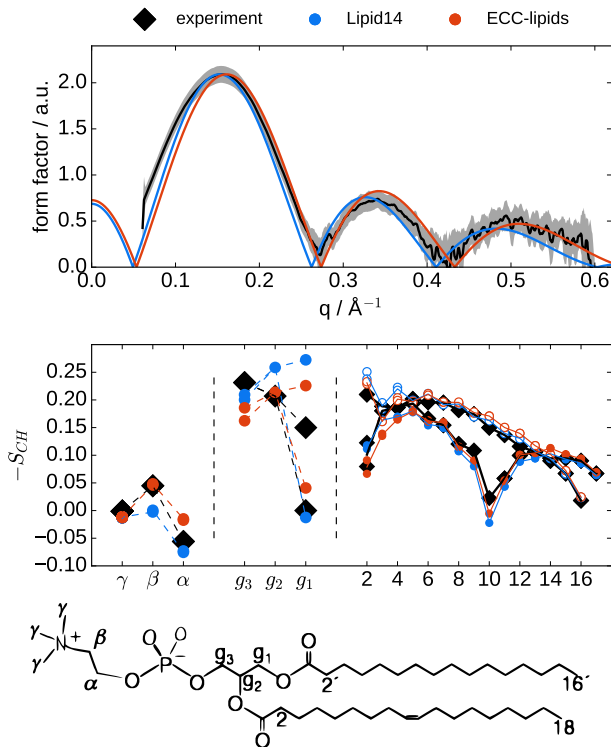 experiment Lipid14 ECC-lipids
form factor / a.u.
2.0
1.5
1.0
0.5
0.0
0.0 0.1 0.2 0.3 0.4 0.5 0.6
q / Å⁻¹
−S_CH
0.25
0.20
0.15
0.10
0.05
0.00
−0.05
−0.10
γ β α g₃ g₂ g₁ 2 4 6 8 10 12 14 16
γ γ N + β O O −
γ α O P O g₃ g₁ O O 2´ 16´
g₂
O O 2 18